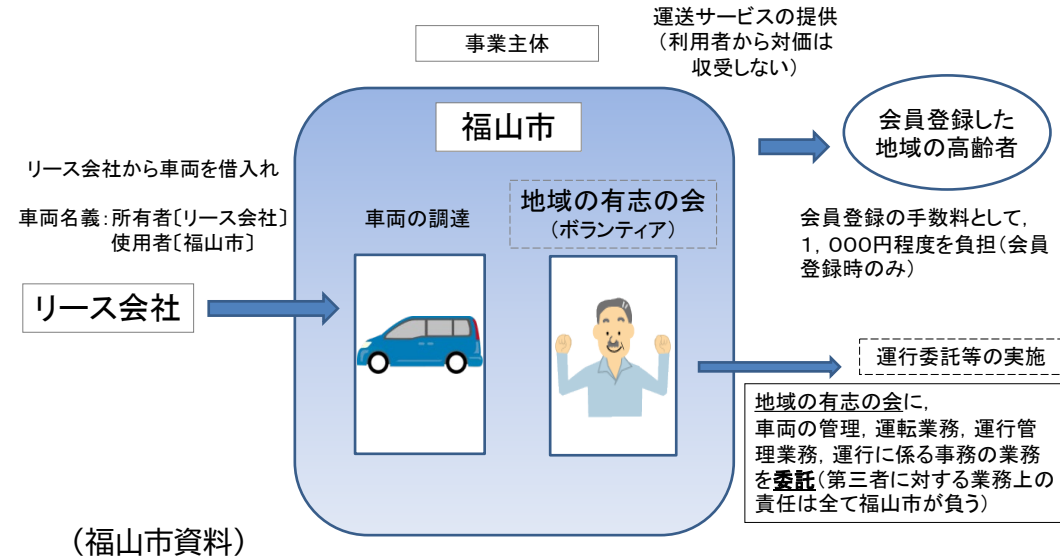 事業主体
運送サービスの提供
（利用者から対価は
収受しない）
福山市
会員登録した
地域の高齢者
リース会社から車両を借入れ
車両名義：所有者〔リース会社〕
使用者〔福山市〕
車両の調達
地域の有志の会
（ボランティア）
会員登録の手数料として，
１，０００円程度を負担（会員
登録時のみ）
リース会社
運行委託等の実施
地域の有志の会に，
車両の管理，運転業務，運行管
理業務，運行に係る事務の業務
を委託（第三者に対する業務上の
責任は全て福山市が負う）
（福山市資料）